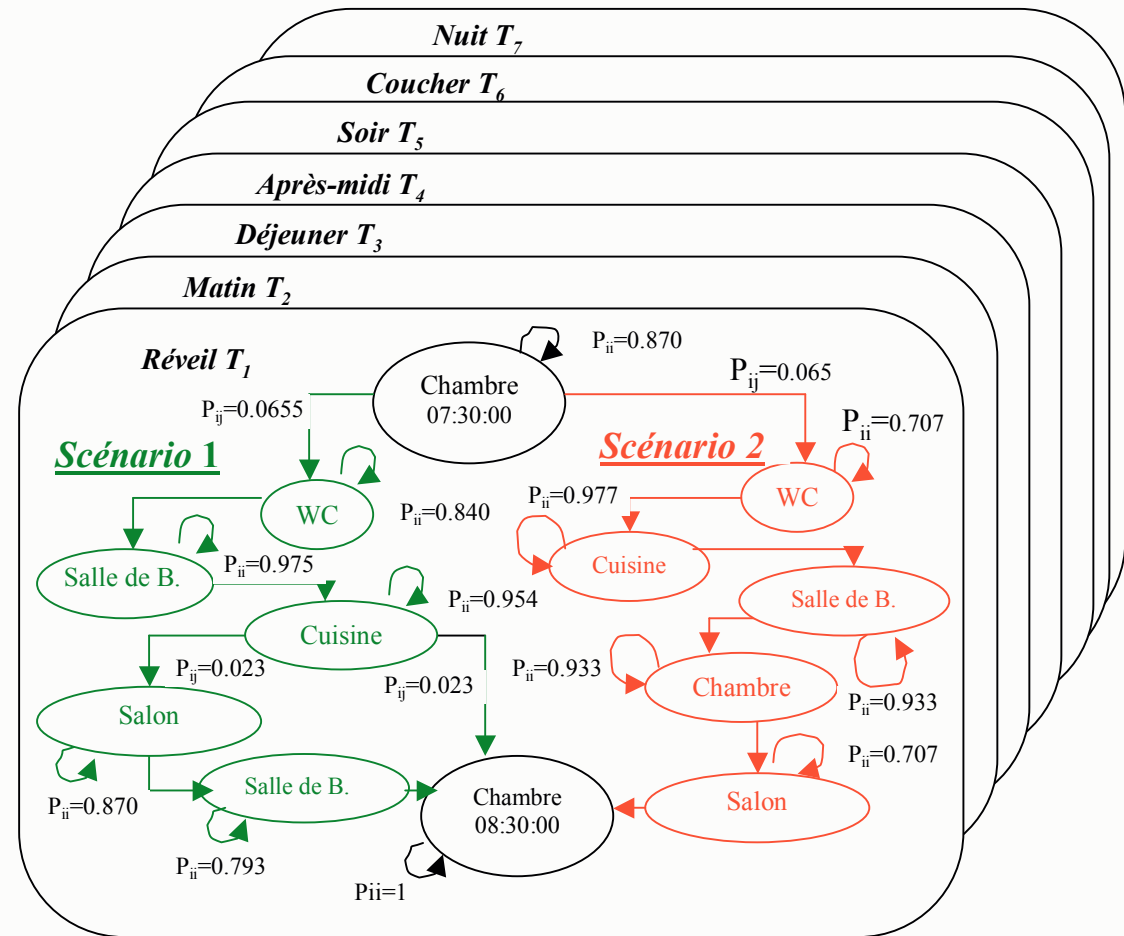 Nuit T₇
Coucher T₆
Soir T₅
Après-midi T₄
Déjeuner T₃
Matin T₂
Réveil T₁
Pᵢᵢ=0.870
Chambre
07:30:00
Pᵢⱼ=0.0655
Pᵢⱼ=0.065
Scénario 1
Scénario 2
Pᵢᵢ=0.707
WC
Pᵢᵢ=0.840
Pᵢᵢ=0.977
WC
Salle de B.
Pᵢᵢ=0.975
Cuisine
Salle de B.
Cuisine
Pᵢᵢ=0.954
Pᵢⱼ=0.023
Pᵢⱼ=0.023
Pᵢᵢ=0.933
Chambre
Pᵢᵢ=0.933
Salon
Pᵢᵢ=0.870
Salle de B.
Pᵢᵢ=0.793
Chambre
08:30:00
Pᵢᵢ=0.707
Salon
Pii=1